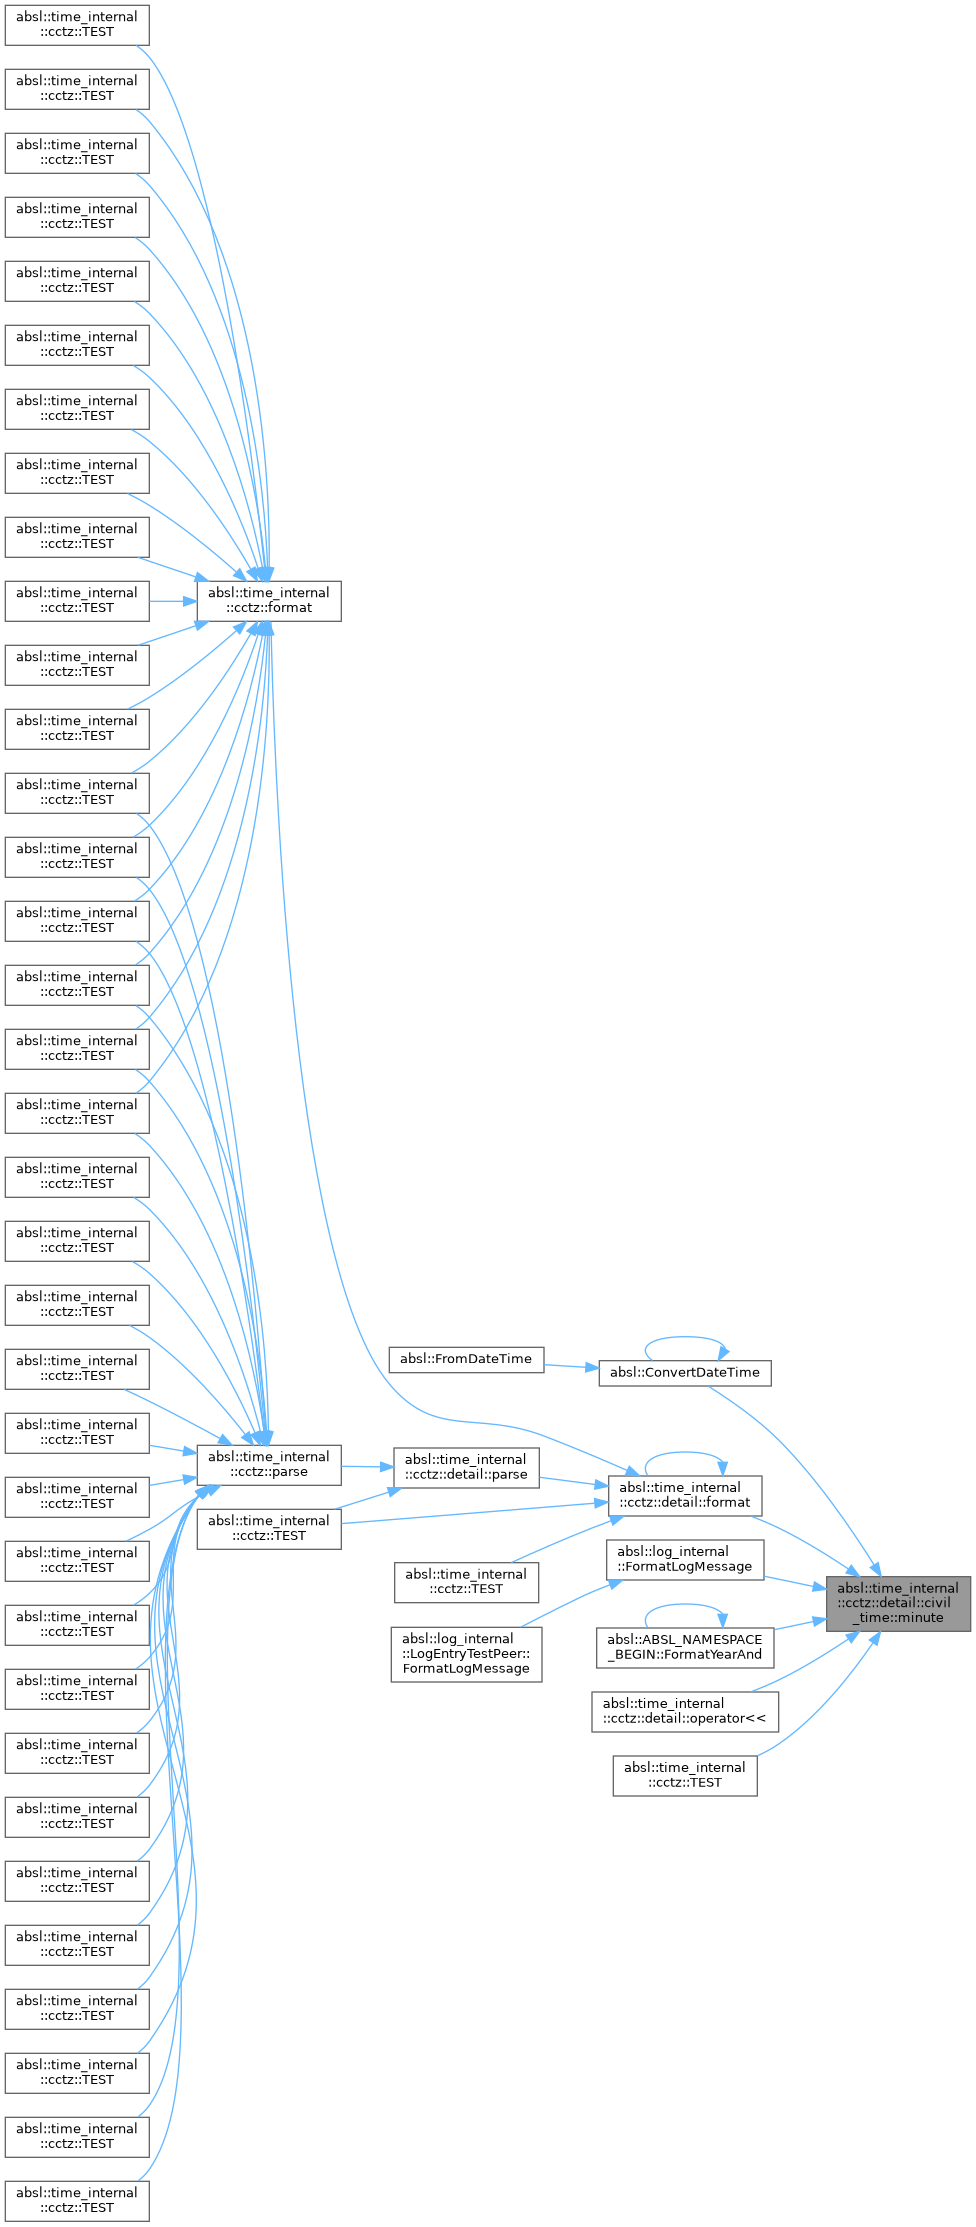 absl::time_internal
::cctz::TEST
absl::time_internal
::cctz::TEST
absl::time_internal
::cctz::TEST
absl::time_internal
::cctz::TEST
absl::time_internal
::cctz::TEST
absl::time_internal
::cctz::TEST
absl::time_internal
::cctz::TEST
absl::time_internal
::cctz::TEST
absl::time_internal
::cctz::TEST
absl::time_internal
::cctz::TEST
absl::time_internal
::cctz::TEST
absl::time_internal
::cctz::TEST
absl::time_internal
::cctz::TEST
absl::time_internal
::cctz::TEST
absl::time_internal
::cctz::TEST
absl::time_internal
::cctz::TEST
absl::time_internal
::cctz::TEST
absl::time_internal
::cctz::TEST
absl::time_internal
::cctz::TEST
absl::time_internal
::cctz::TEST
absl::time_internal
::cctz::TEST
absl::time_internal
::cctz::TEST
absl::time_internal
::cctz::TEST
absl::time_internal
::cctz::TEST
absl::time_internal
::cctz::TEST
absl::time_internal
::cctz::TEST
absl::time_internal
::cctz::TEST
absl::time_internal
::cctz::TEST
absl::time_internal
::cctz::TEST
absl::time_internal
::cctz::TEST
absl::time_internal
::cctz::TEST
absl::time_internal
::cctz::TEST
absl::time_internal
::cctz::TEST
absl::time_internal
::cctz::TEST
absl::time_internal
::cctz::TEST
absl::time_internal
::cctz::format
absl::time_internal
::cctz::parse
absl::time_internal
::cctz::TEST
absl::FromDateTime
absl::time_internal
::cctz::detail::parse
absl::time_internal
::cctz::TEST
absl::log_internal
::LogEntryTestPeer::
FormatLogMessage
absl::ConvertDateTime
absl::time_internal
::cctz::detail::format
absl::log_internal
::FormatLogMessage
absl::ABSL_NAMESPACE
_BEGIN::FormatYearAnd
absl::time_internal
::cctz::detail::operator<<
absl::time_internal
::cctz::TEST
absl::time_internal
::cctz::detail::civil
_time::minute